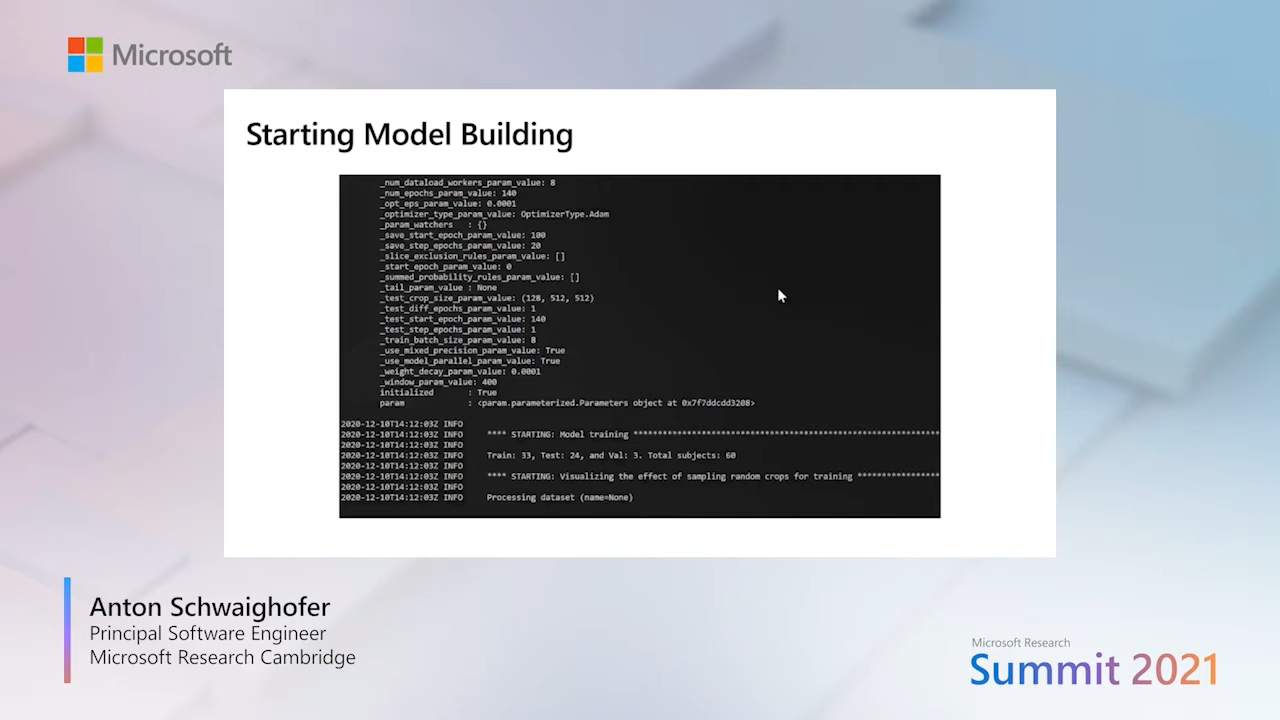 Microsoft
Starting Model Building
_num_dataload_workers_param_value: 8
_num_epochs_param_value: 140
_opt_eps_param_value: 0.0001
_optimizer_type_param_value: OptimizerType.Adam
_param_watchers : {}
_save_start_epoch_param_value: 100
_save_step_epochs_param_value: 20
_slice_exclusion_rules_param_value: []
_start_epoch_param_value: 0
_summed_probability_rules_param_value: []
_tail_param_value : None
_test_crop_size_param_value: (128, 512, 512)
_test_diff_epochs_param_value: 1
_test_start_epoch_param_value: 140
_test_step_epochs_param_value: 1
_train_batch_size_param_value: 8
_use_mixed_precision_param_value: True
_use_model_parallel_param_value: True
_weight_decay_param_value: 0.0001
_window_param_value: 400
initialized : True
param : <param.parameterized.Parameters object at 0x7f7ddcdd3208>
2020-12-10T14:12:03Z INFO
2020-12-10T14:12:03Z INFO **** STARTING: Model training ****************************************************************
2020-12-10T14:12:03Z INFO
2020-12-10T14:12:03Z INFO Train: 33, Test: 24, and Val: 3. Total subjects: 60
2020-12-10T14:12:03Z INFO
2020-12-10T14:12:03Z INFO **** STARTING: Visualizing the effect of sampling random crops for training *****************
2020-12-10T14:12:03Z INFO
2020-12-10T14:12:03Z INFO Processing dataset (name=None)
Anton Schwaighofer
Principal Software Engineer
Microsoft Research Cambridge
Microsoft Research
Summit 2021